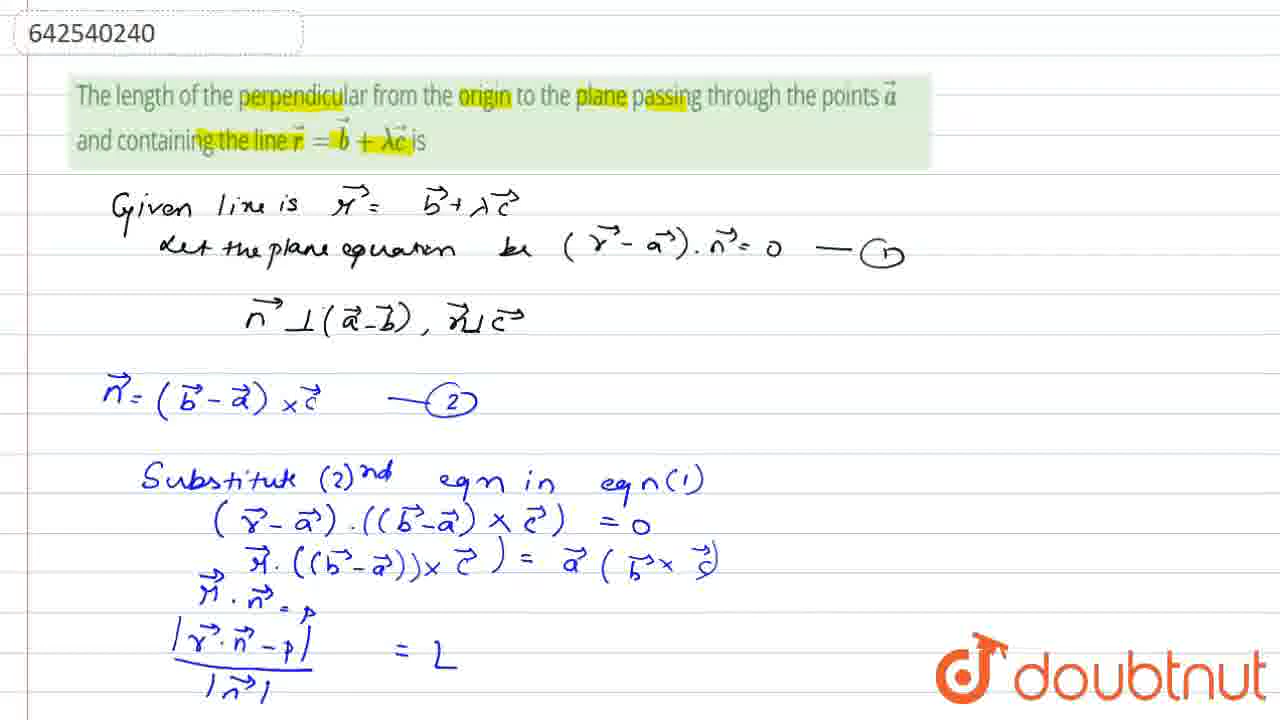 642540240
The length of the perpendicular from the origin to the plane passing through the points a⃗
and containing the line r⃗ = b⃗ + λc⃗ is
Given line is r⃗ = b⃗ + λc⃗
Let the plane equation be (r⃗ - a⃗). n⃗ = 0 — ①
n⃗ ⊥ (a⃗ - b⃗), n⃗ ⊥ c⃗
n⃗ = (b⃗ - a⃗) × c⃗ — ②
Substitute (2)nd eqn in eqn(1)
(r⃗ - a⃗) . ((b⃗ - a⃗) × c⃗) = 0
r⃗ . ((b⃗ - a⃗)) × c⃗) = a⃗ (b⃗ × c⃗)
r⃗ . n⃗ = p
|r⃗ . n⃗ - p| / |n⃗| = L
doubtnut